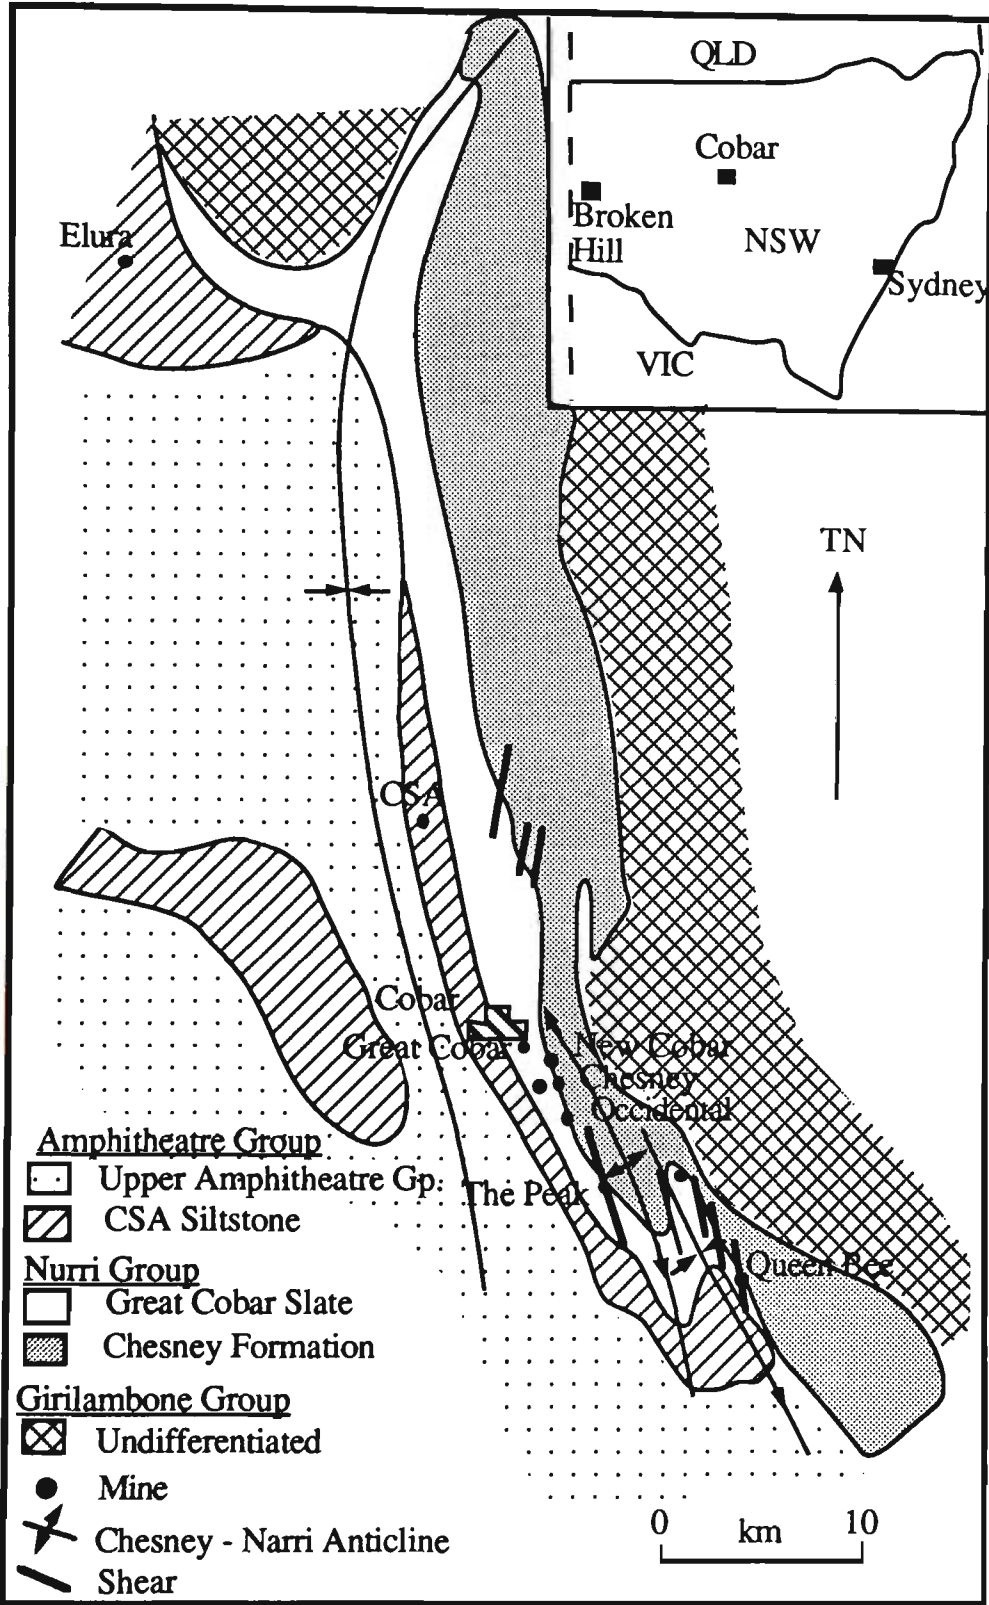 QLD
Cobar
Broken
Hill
NSW
Sydney
VIC
Elura
TN
CSA
Cobar
Great Cobar
New Cobar
Chesney
Occidental
The Peak
Queen Bee
Amphitheatre Group
Upper Amphitheatre Gp.
CSA Siltstone
Nurri Group
Great Cobar Slate
Chesney Formation
Girilambone Group
Undifferentiated
Mine
Chesney - Narri Anticline
Shear
0 km 10